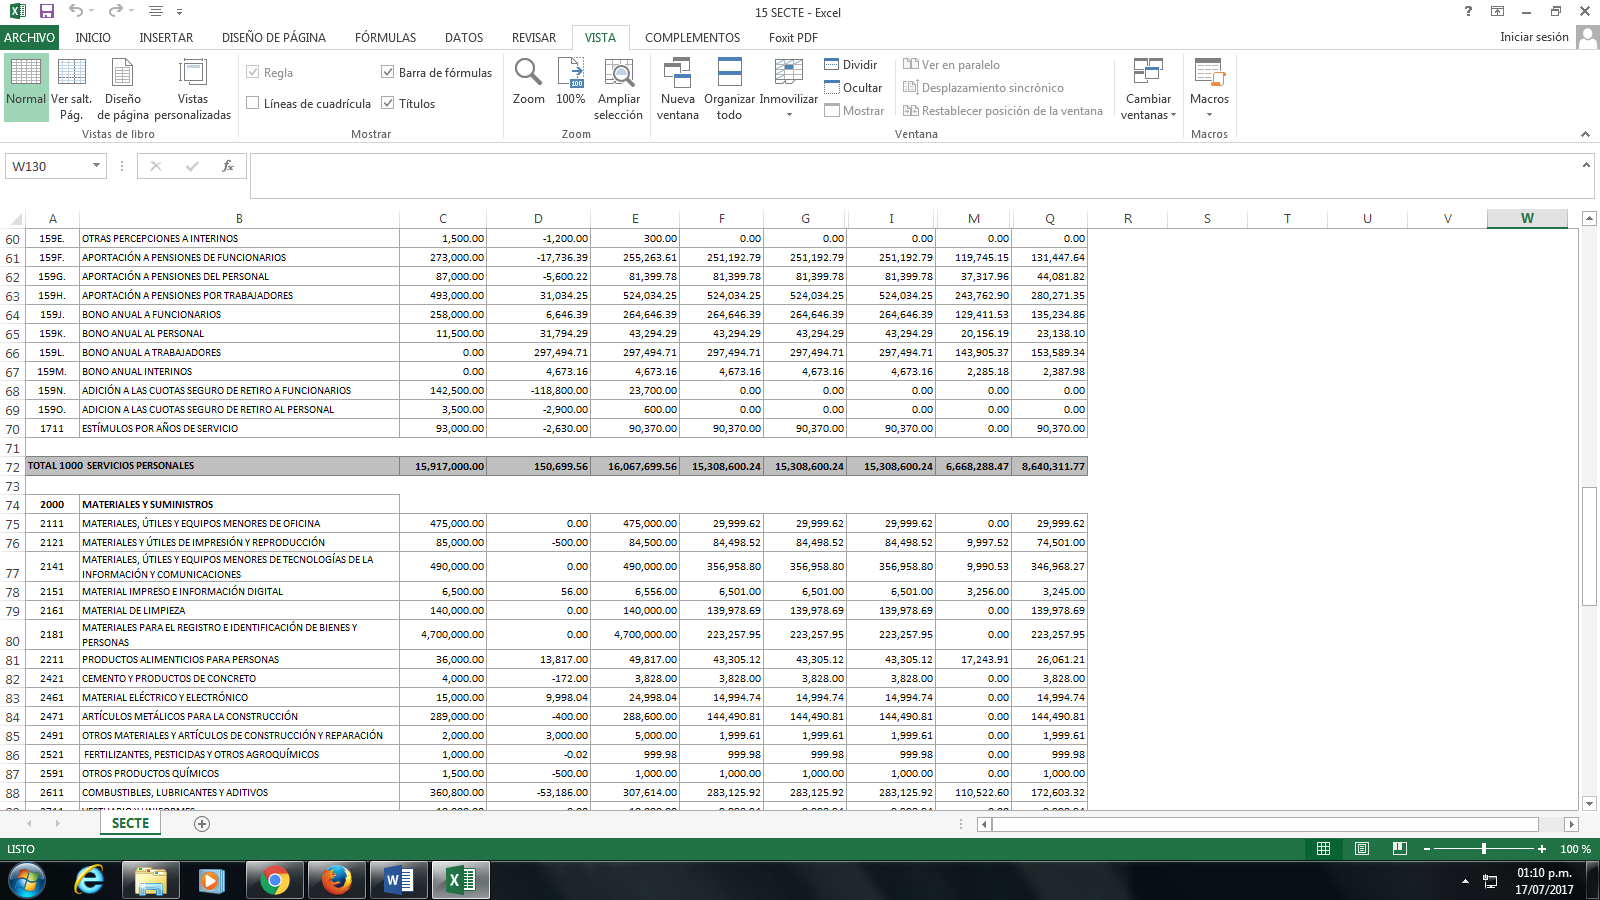 15 SECTE - Excel
ARCHIVO INICIO INSERTAR DISEÑO DE PÁGINA FÓRMULAS DATOS REVISAR VISTA COMPLEMENTOS Foxit PDF Iniciar sesión
Normal Ver salt. Pág. Diseño de página Vistas personalizadas
Vistas de libro
Regla Barra de fórmulas
Líneas de cuadrícula Títulos
Mostrar
Zoom 100% Ampliar selección
Zoom
Nueva ventana Organizar todo Inmovilizar
Dividir
Ocultar
Mostrar
Ver en paralelo
Desplazamiento sincrónico
Restablecer posición de la ventana
Cambiar ventanas
Ventana
Macros
Macros
W130 fx
A B C D E F G I M Q R S T U V W
60 159E. OTRAS PERCEPCIONES A INTERINOS 1,500.00 -1,200.00 300.00 0.00 0.00 0.00 0.00 0.00
61 159F. APORTACIÓN A PENSIONES DE FUNCIONARIOS 273,000.00 -17,736.39 255,263.61 251,192.79 251,192.79 251,192.79 119,745.15 131,447.64
62 159G. APORTACIÓN A PENSIONES DEL PERSONAL 87,000.00 -5,600.22 81,399.78 81,399.78 81,399.78 81,399.78 37,317.96 44,081.82
63 159H. APORTACIÓN A PENSIONES POR TRABAJADORES 493,000.00 31,034.25 524,034.25 524,034.25 524,034.25 524,034.25 243,762.90 280,271.35
64 159J. BONO ANUAL A FUNCIONARIOS 258,000.00 6,646.39 264,646.39 264,646.39 264,646.39 264,646.39 129,411.53 135,234.86
65 159K. BONO ANUAL AL PERSONAL 11,500.00 31,794.29 43,294.29 43,294.29 43,294.29 43,294.29 20,156.19 23,138.10
66 159L. BONO ANUAL A TRABAJADORES 0.00 297,494.71 297,494.71 297,494.71 297,494.71 297,494.71 143,905.37 153,589.34
67 159M. BONO ANUAL INTERINOS 0.00 4,673.16 4,673.16 4,673.16 4,673.16 4,673.16 2,285.18 2,387.98
68 159N. ADICIÓN A LAS CUOTAS SEGURO DE RETIRO A FUNCIONARIOS 142,500.00 -118,800.00 23,700.00 0.00 0.00 0.00 0.00 0.00
69 159O. ADICION A LAS CUOTAS SEGURO DE RETIRO AL PERSONAL 3,500.00 -2,900.00 600.00 0.00 0.00 0.00 0.00 0.00
70 1711 ESTÍMULOS POR AÑOS DE SERVICIO 93,000.00 -2,630.00 90,370.00 90,370.00 90,370.00 90,370.00 0.00 90,370.00
71
72 TOTAL 1000 SERVICIOS PERSONALES 15,917,000.00 150,699.56 16,067,699.56 15,308,600.24 15,308,600.24 15,308,600.24 6,668,288.47 8,640,311.77
73
74 2000 MATERIALES Y SUMINISTROS
75 2111 MATERIALES, ÚTILES Y EQUIPOS MENORES DE OFICINA 475,000.00 0.00 475,000.00 29,999.62 29,999.62 29,999.62 0.00 29,999.62
76 2121 MATERIALES Y ÚTILES DE IMPRESIÓN Y REPRODUCCIÓN 85,000.00 -500.00 84,500.00 84,498.52 84,498.52 84,498.52 9,997.52 74,501.00
77 2141 MATERIALES, ÚTILES Y EQUIPOS MENORES DE TECNOLOGÍAS DE LA
INFORMACIÓN Y COMUNICACIONES 490,000.00 0.00 490,000.00 356,958.80 356,958.80 356,958.80 9,990.53 346,968.27
78 2151 MATERIAL IMPRESO E INFORMACIÓN DIGITAL 6,500.00 56.00 6,556.00 6,501.00 6,501.00 6,501.00 3,256.00 3,245.00
79 2161 MATERIAL DE LIMPIEZA 140,000.00 0.00 140,000.00 139,978.69 139,978.69 139,978.69 0.00 139,978.69
80 2181 MATERIALES PARA EL REGISTRO E IDENTIFICACIÓN DE BIENES Y
PERSONAS 4,700,000.00 0.00 4,700,000.00 223,257.95 223,257.95 223,257.95 0.00 223,257.95
81 2211 PRODUCTOS ALIMENTICIOS PARA PERSONAS 36,000.00 13,817.00 49,817.00 43,305.12 43,305.12 43,305.12 17,243.91 26,061.21
82 2421 CEMENTO Y PRODUCTOS DE CONCRETO 4,000.00 -172.00 3,828.00 3,828.00 3,828.00 3,828.00 0.00 3,828.00
83 2461 MATERIAL ELÉCTRICO Y ELECTRÓNICO 15,000.00 9,998.04 24,998.04 14,994.74 14,994.74 14,994.74 0.00 14,994.74
84 2471 ARTÍCULOS METÁLICOS PARA LA CONSTRUCCIÓN 289,000.00 -400.00 288,600.00 144,490.81 144,490.81 144,490.81 0.00 144,490.81
85 2491 OTROS MATERIALES Y ARTÍCULOS DE CONSTRUCCIÓN Y REPARACIÓN 2,000.00 3,000.00 5,000.00 1,999.61 1,999.61 1,999.61 0.00 1,999.61
86 2521 FERTILIZANTES, PESTICIDAS Y OTROS AGROQUÍMICOS 1,000.00 -0.02 999.98 999.98 999.98 999.98 0.00 999.98
87 2591 OTROS PRODUCTOS QUÍMICOS 1,500.00 -500.00 1,000.00 1,000.00 1,000.00 1,000.00 0.00 1,000.00
88 2611 COMBUSTIBLES, LUBRICANTES Y ADITIVOS 360,800.00 -53,186.00 307,614.00 283,125.92 283,125.92 283,125.92 110,522.60 172,603.32
SECTE
LISTO 100 %
01:10 p.m.
17/07/2017